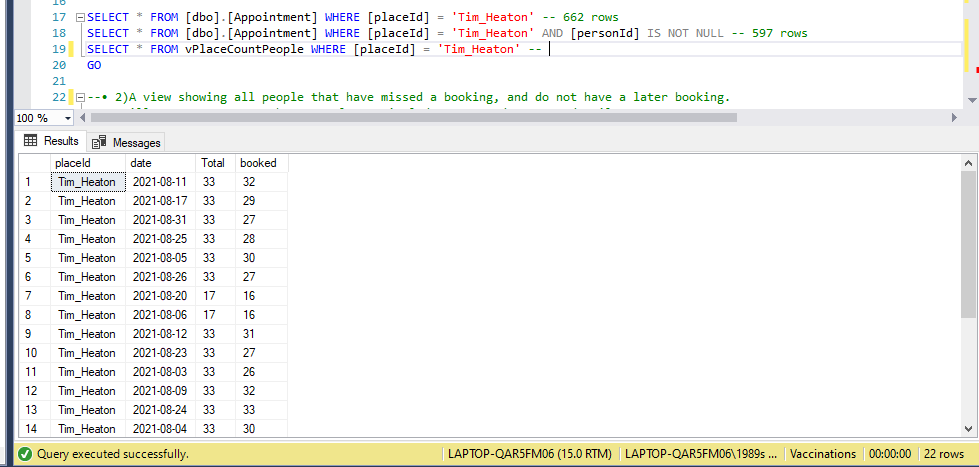 17 SELECT * FROM [dbo].[Appointment] WHERE [placeId] = 'Tim_Heaton' -- 662 rows
18 SELECT * FROM [dbo].[Appointment] WHERE [placeId] = 'Tim_Heaton' AND [personId] IS NOT NULL -- 597 rows
19 SELECT * FROM vPlaceCountPeople WHERE [placeId] = 'Tim_Heaton' --
20 GO
21
22 --• 2)A view showing all people that have missed a booking, and do not have a later booking.
100 %
Results Messages
placeId date Total booked
1 Tim_Heaton 2021-08-11 33 32
2 Tim_Heaton 2021-08-17 33 29
3 Tim_Heaton 2021-08-31 33 27
4 Tim_Heaton 2021-08-25 33 28
5 Tim_Heaton 2021-08-05 33 30
6 Tim_Heaton 2021-08-26 33 27
7 Tim_Heaton 2021-08-20 17 16
8 Tim_Heaton 2021-08-06 17 16
9 Tim_Heaton 2021-08-12 33 31
10 Tim_Heaton 2021-08-23 33 27
11 Tim_Heaton 2021-08-03 33 26
12 Tim_Heaton 2021-08-09 33 32
13 Tim_Heaton 2021-08-24 33 33
14 Tim_Heaton 2021-08-04 33 30
Query executed successfully. LAPTOP-QAR5FM06 (15.0 RTM) LAPTOP-QAR5FM06\1989s ... Vaccinations 00:00:00 22 rows